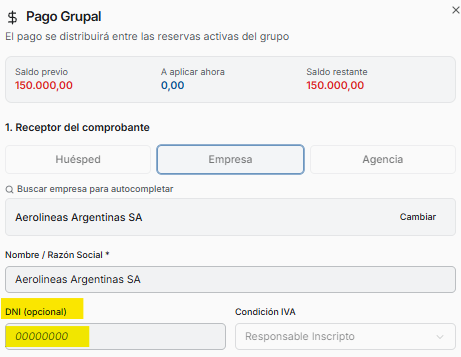 $ Pago Grupal
El pago se distribuirá entre las reservas activas del grupo
Saldo previo A aplicar ahora Saldo restante
150.000,00 0,00 150.000,00
1. Receptor del comprobante
Huésped Empresa Agencia
Buscar empresa para autocompletar
Aerolineas Argentinas SA Cambiar
Nombre / Razón Social *
Aerolineas Argentinas SA
DNI (opcional) Condición IVA
00000000 Responsable Inscripto